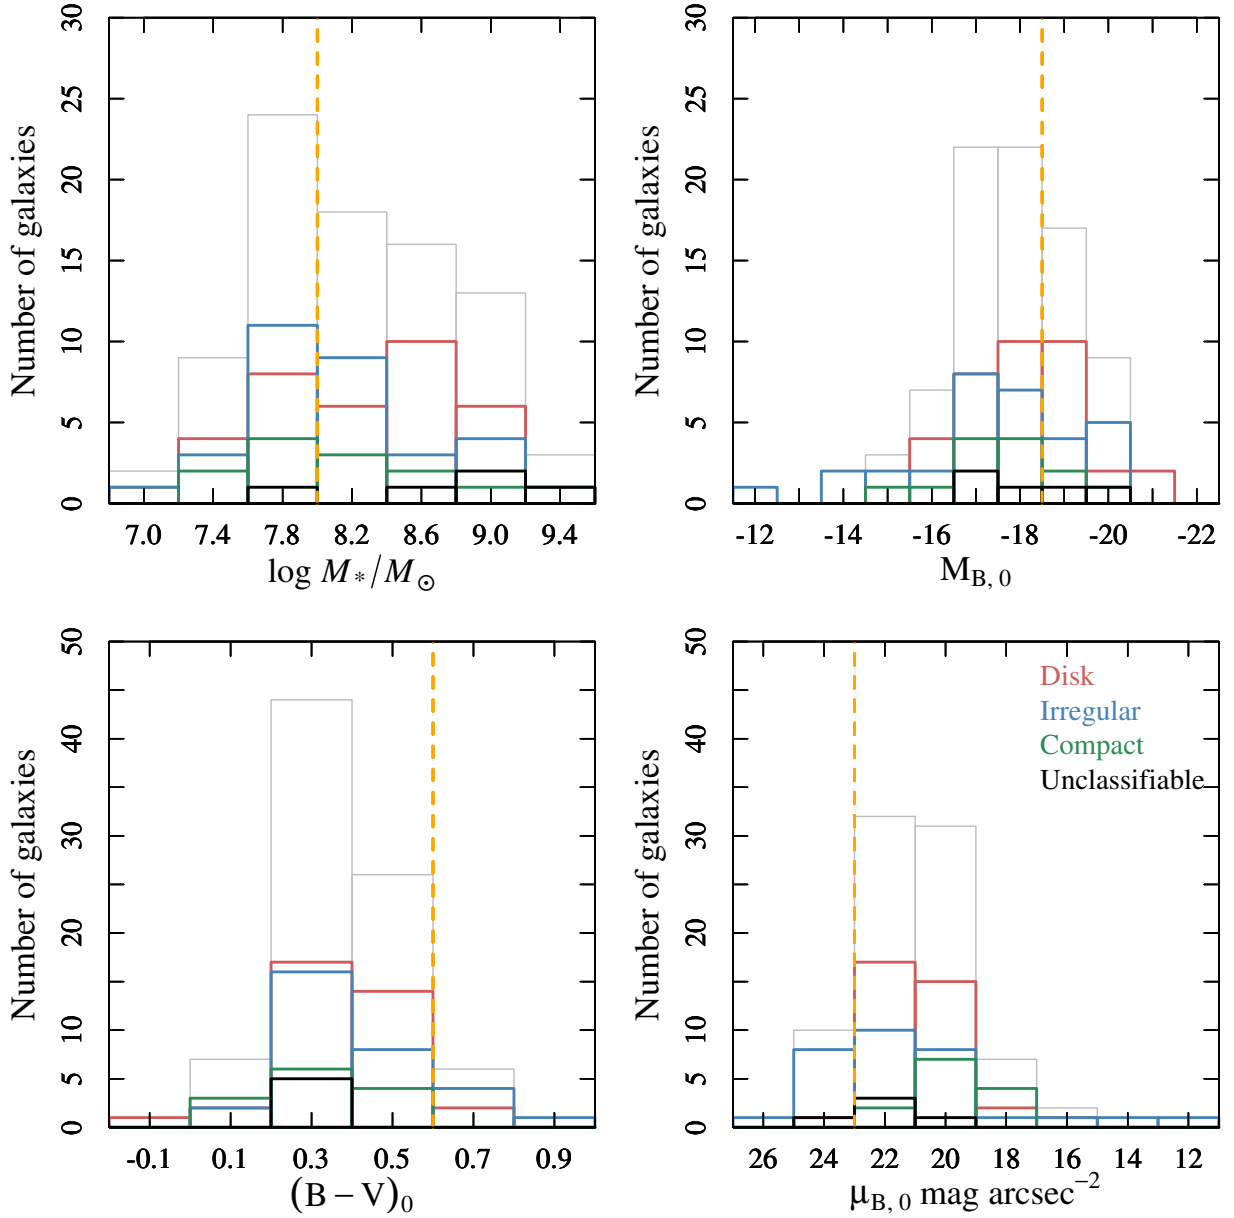 30
25
20
15
10
5
0
Number of galaxies
7.0 7.4 7.8 8.2 8.6 9.0 9.4
log M*/M⊙
30
25
20
15
10
5
0
Number of galaxies
-12 -14 -16 -18 -20 -22
M_B, 0
50
40
30
20
10
5
0
Number of galaxies
-0.1 0.1 0.3 0.5 0.7 0.9
(B – V)₀
50
40
30
20
10
5
0
Number of galaxies
Disk
Irregular
Compact
Unclassifiable
26 24 22 20 18 16 14 12
μ_B, 0 mag arcsec⁻²